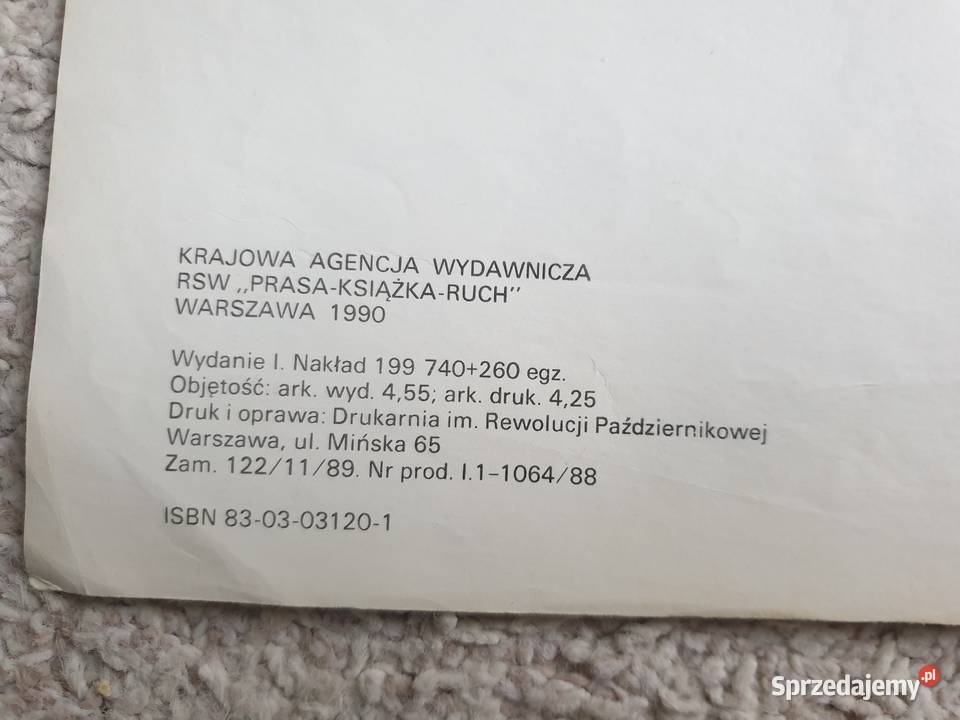 KRAJOWA AGENCJA WYDAWNICZA
RSW „PRASA-KSIĄŻKA-RUCH"
WARSZAWA 1990
Wydanie I. Nakład 199 740+260 egz.
Objętość: ark. wyd. 4,55; ark. druk. 4,25
Druk i oprawa: Drukarnia im. Rewolucji Październikowej
Warszawa, ul. Mińska 65
Zam. 122/11/89. Nr prod. I.1-1064/88
ISBN 83-03-03120-1
Sprzedajemy.pl